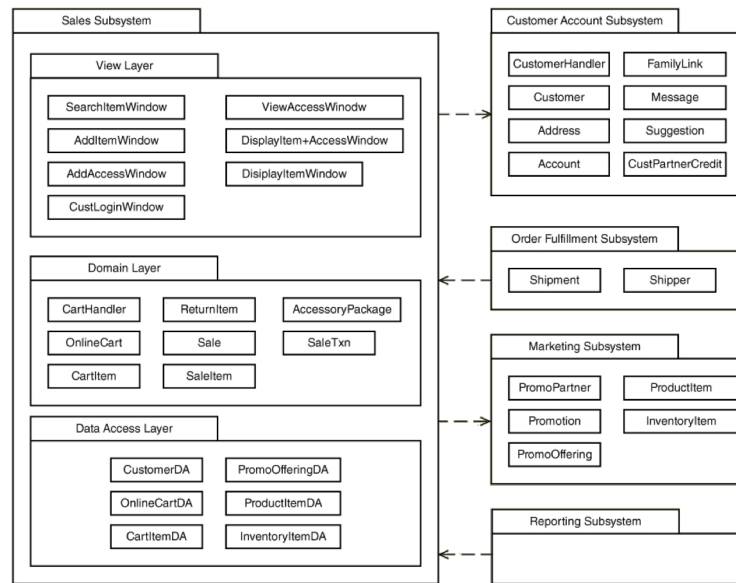 Sales Subsystem
View Layer
SearchItemWindow
ViewAccessWinodw
AddItemWindow
DisplayItem+AccessWindow
AddAccessWindow
DisiplayItemWindow
CustLoginWindow
Domain Layer
CartHandler
ReturnItem
AccessoryPackage
OnlineCart
Sale
SaleTxn
CartItem
SaleItem
Data Access Layer
CustomerDA
PromoOfferingDA
OnlineCartDA
ProductItemDA
CartItemDA
InventoryItemDA
Customer Account Subsystem
CustomerHandler
FamilyLink
Customer
Message
Address
Suggestion
Account
CustPartnerCredit
Order Fulfillment Subsystem
Shipment
Shipper
Marketing Subsystem
PromoPartner
ProductItem
Promotion
InventoryItem
PromoOffering
Reporting Subsystem